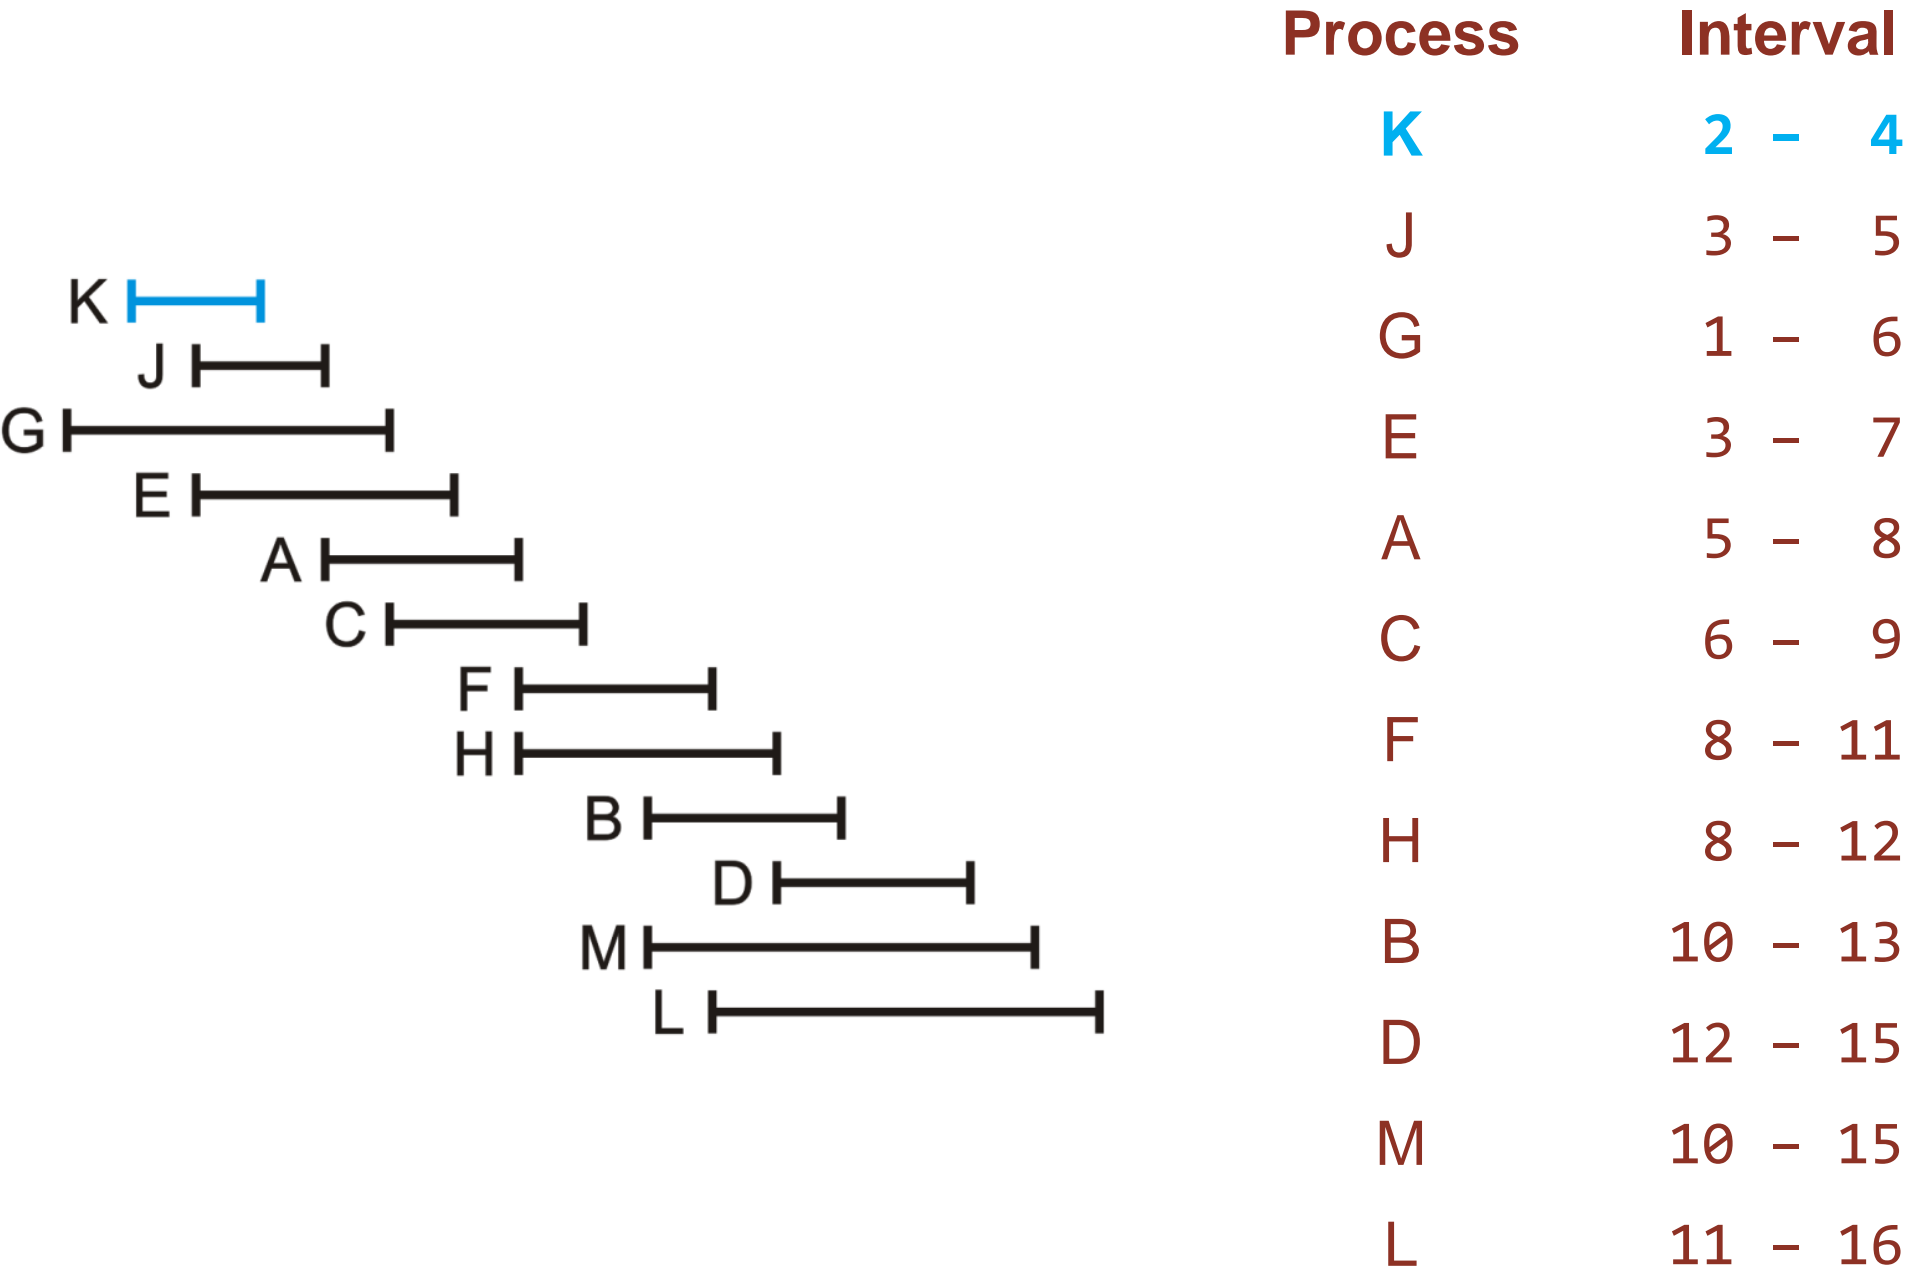 Process Interval
K 2 – 4
J 3 – 5
G 1 – 6
E 3 – 7
A 5 – 8
C 6 – 9
F 8 – 11
H 8 – 12
B 10 – 13
D 12 – 15
M 10 – 15
L 11 – 16
K
J
G
E
A
C
F
H
B
D
M
L